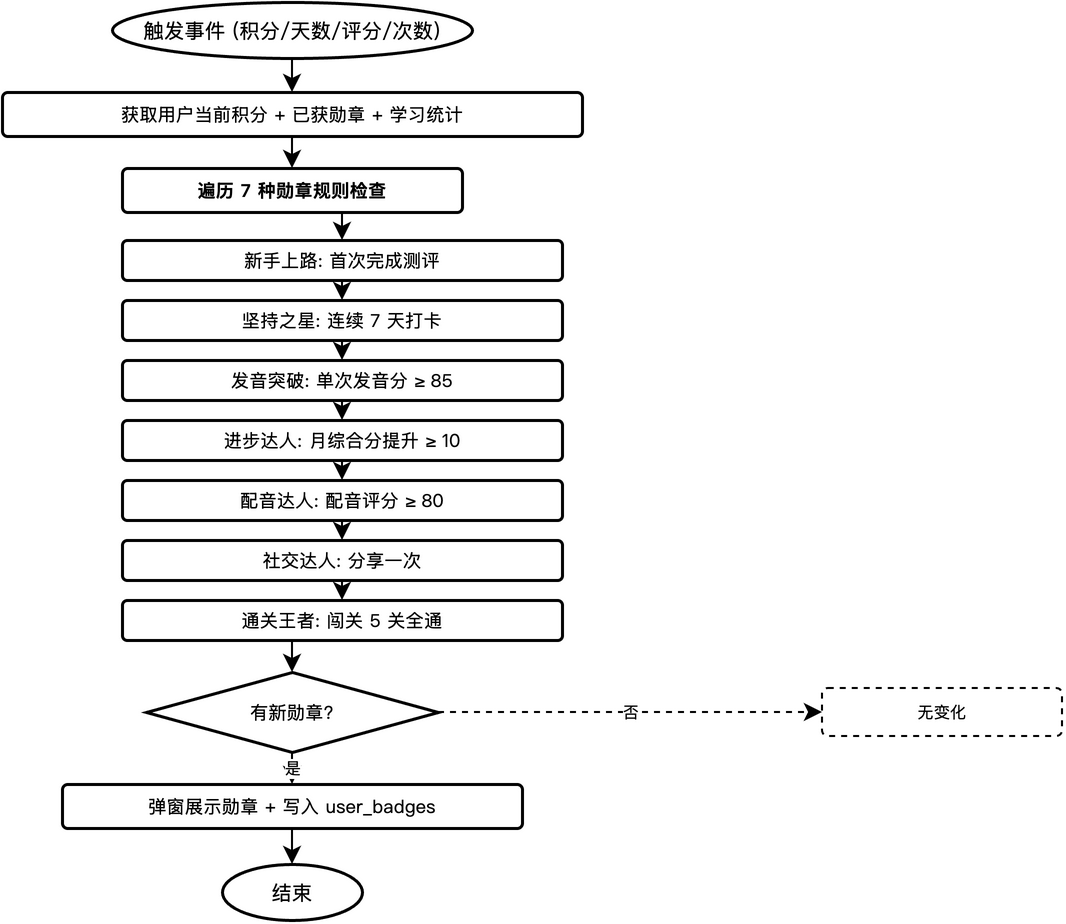 触发事件 (积分/天数/评分/次数)
获取用户当前积分 + 已获勋章 + 学习统计
遍历 7 种勋章规则检查
新手上路: 首次完成测评
坚持之星: 连续 7 天打卡
发音突破: 单次发音分 ≥ 85
进步达人: 月综合分提升 ≥ 10
配音达人: 配音评分 ≥ 80
社交达人: 分享一次
通关王者: 闯关 5 关全通
有新勋章?
否
无变化
是
弹窗展示勋章 + 写入 user_badges
结束